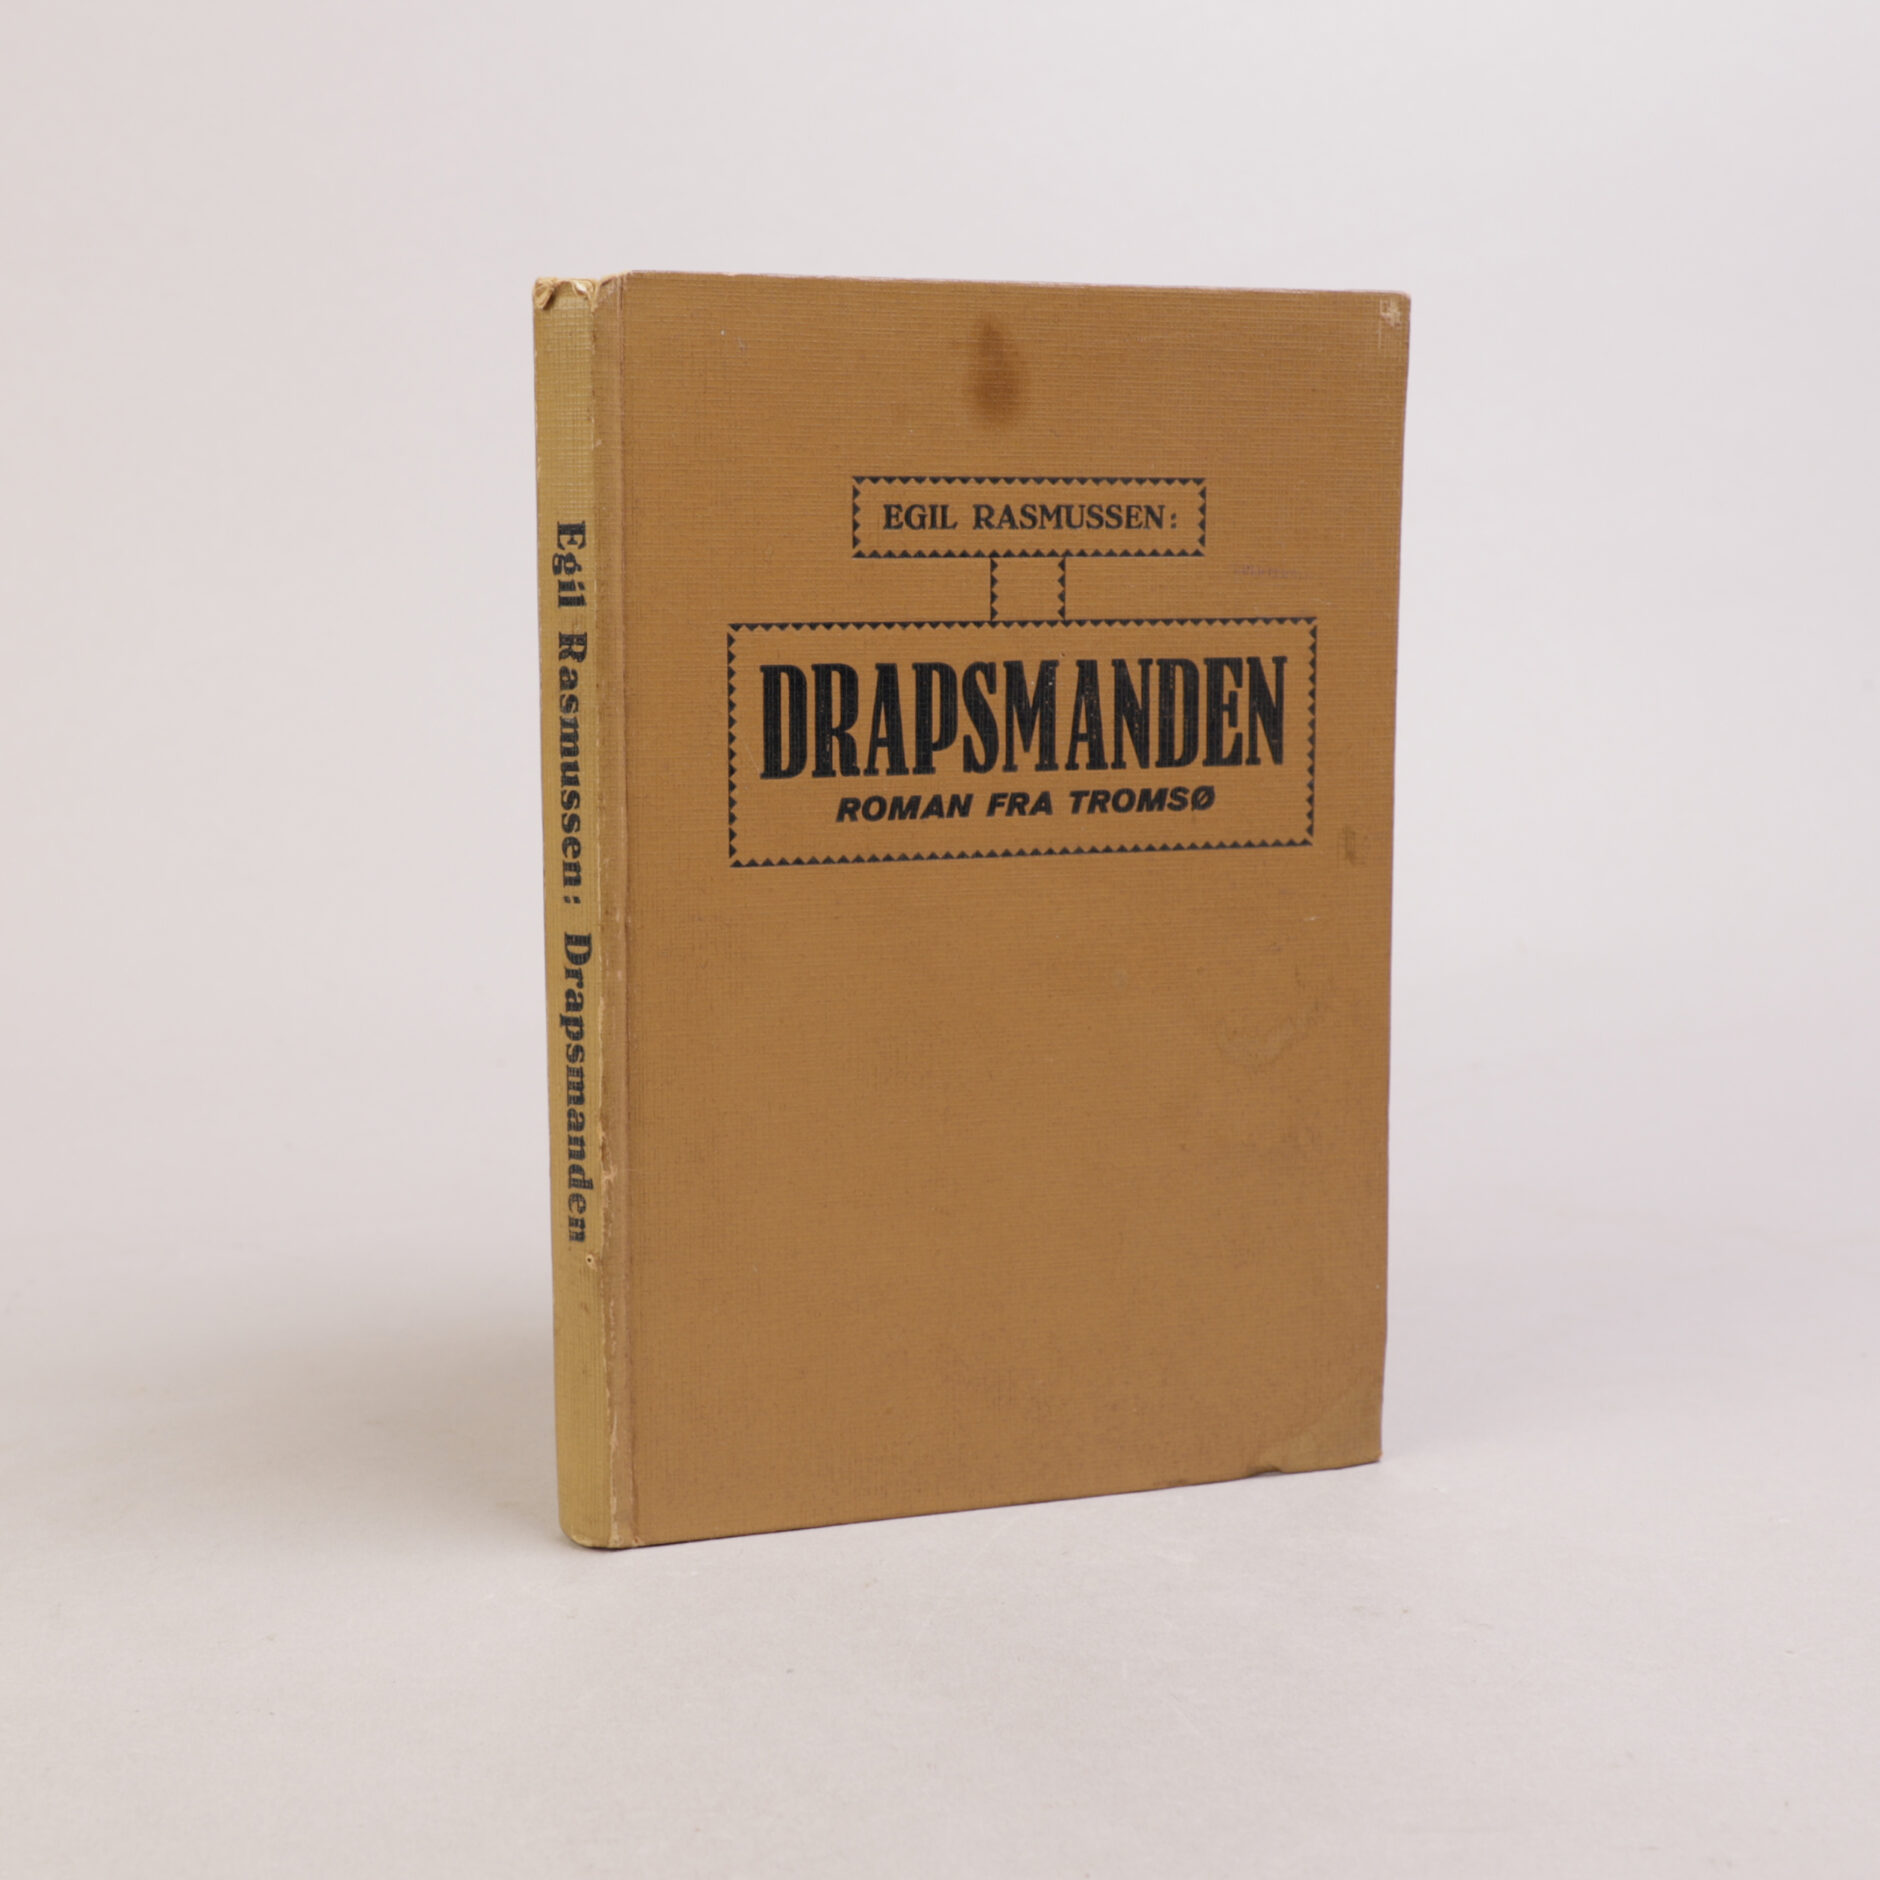 Egil Rasmussen: Drapsmanden
EGIL RASMUSSEN:
DRAPSMANDEN
ROMAN FRA TROMSØ